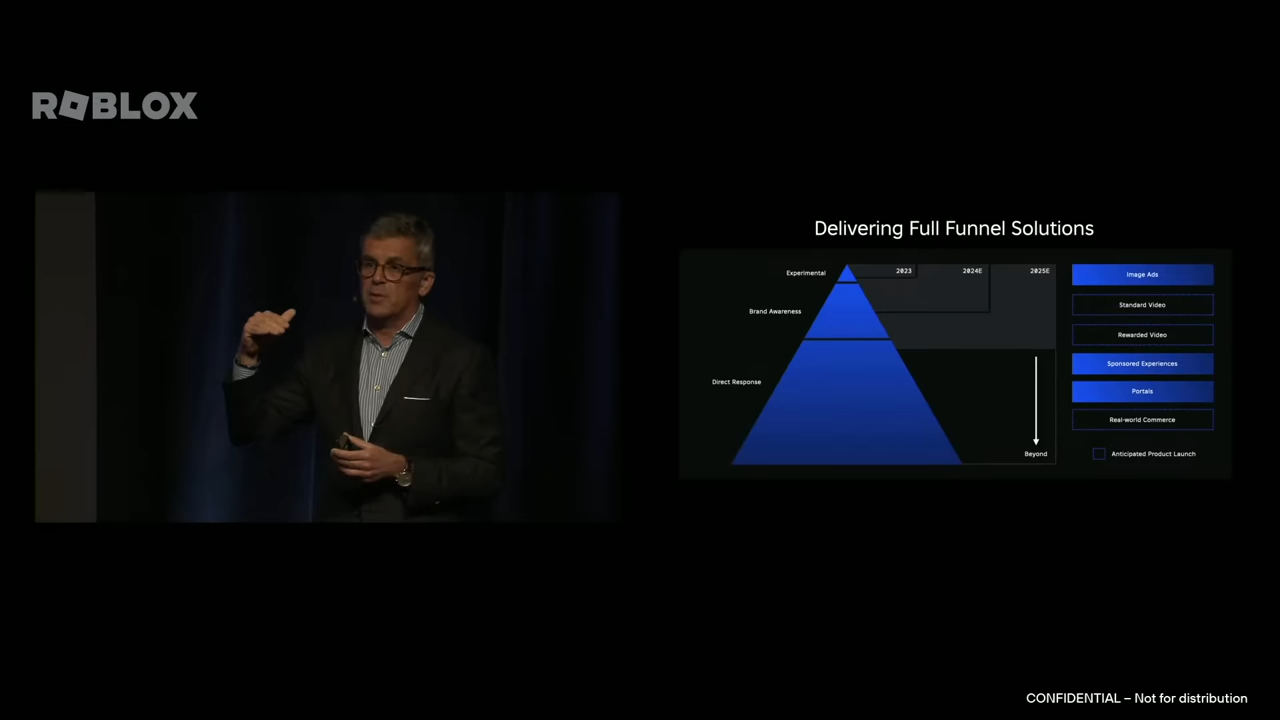 ROBLOX
Delivering Full Funnel Solutions
Experimental
2023
2024E
2025E
Brand Awareness
Direct Response
Beyond
Image Ads
Standard Video
Rewarded Video
Sponsored Experiences
Portals
Real-world Commerce
Anticipated Product Launch
CONFIDENTIAL – Not for distribution